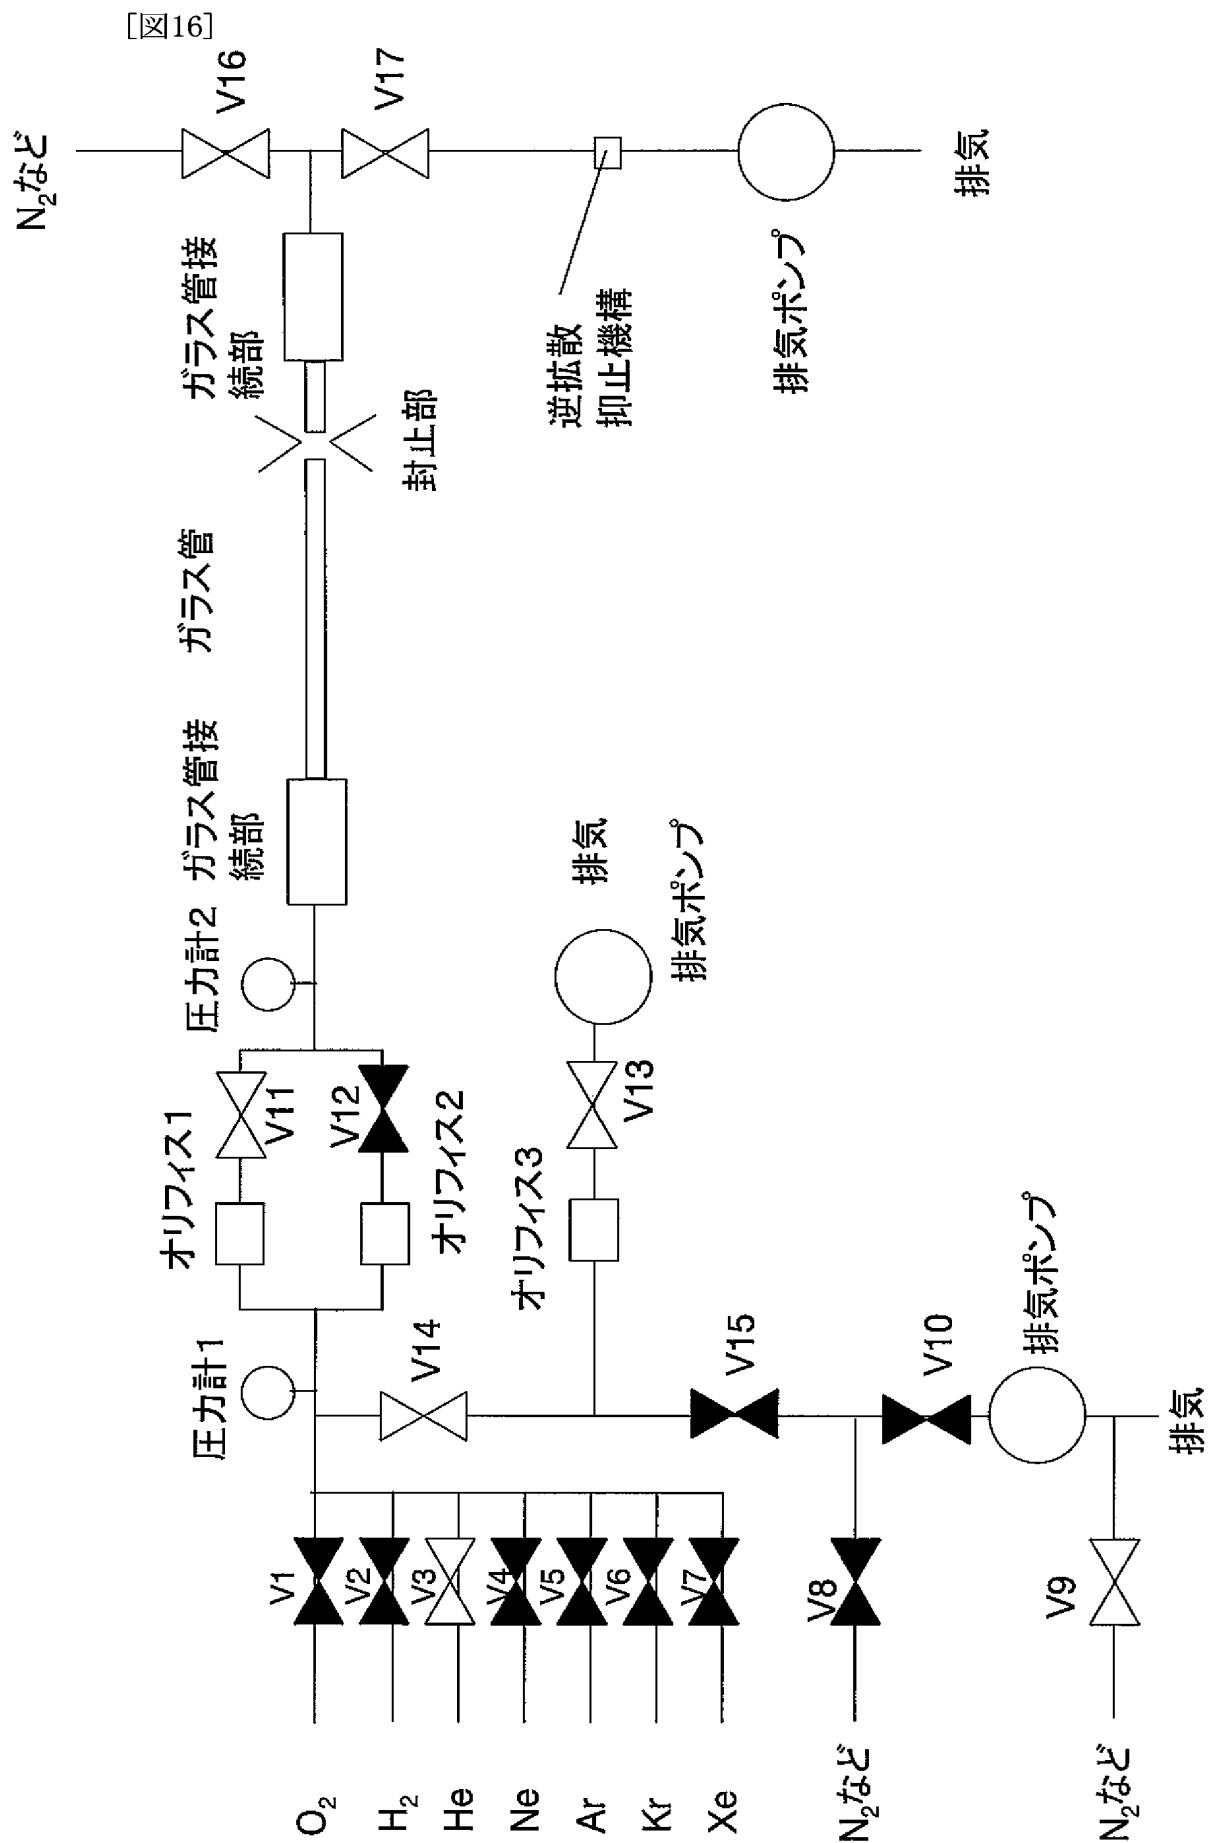 [図16]
N₂など
V16
V17
ガラス管接
続部
封止部
逆拡散
抑止機構
排気ポンプ
排気
ガラス管
ガラス管接
続部
圧力計2
排気
排気ポンプ
オリフィス1
V11
V12
オリフィス2
V13
オリフィス3
圧力計1
V14
V15
V10
排気ポンプ
排気
V1
V2
V3
V4
V5
V6
V7
V8
V9
O₂
H₂
He
Ne
Ar
Kr
Xe
N₂など
N₂など